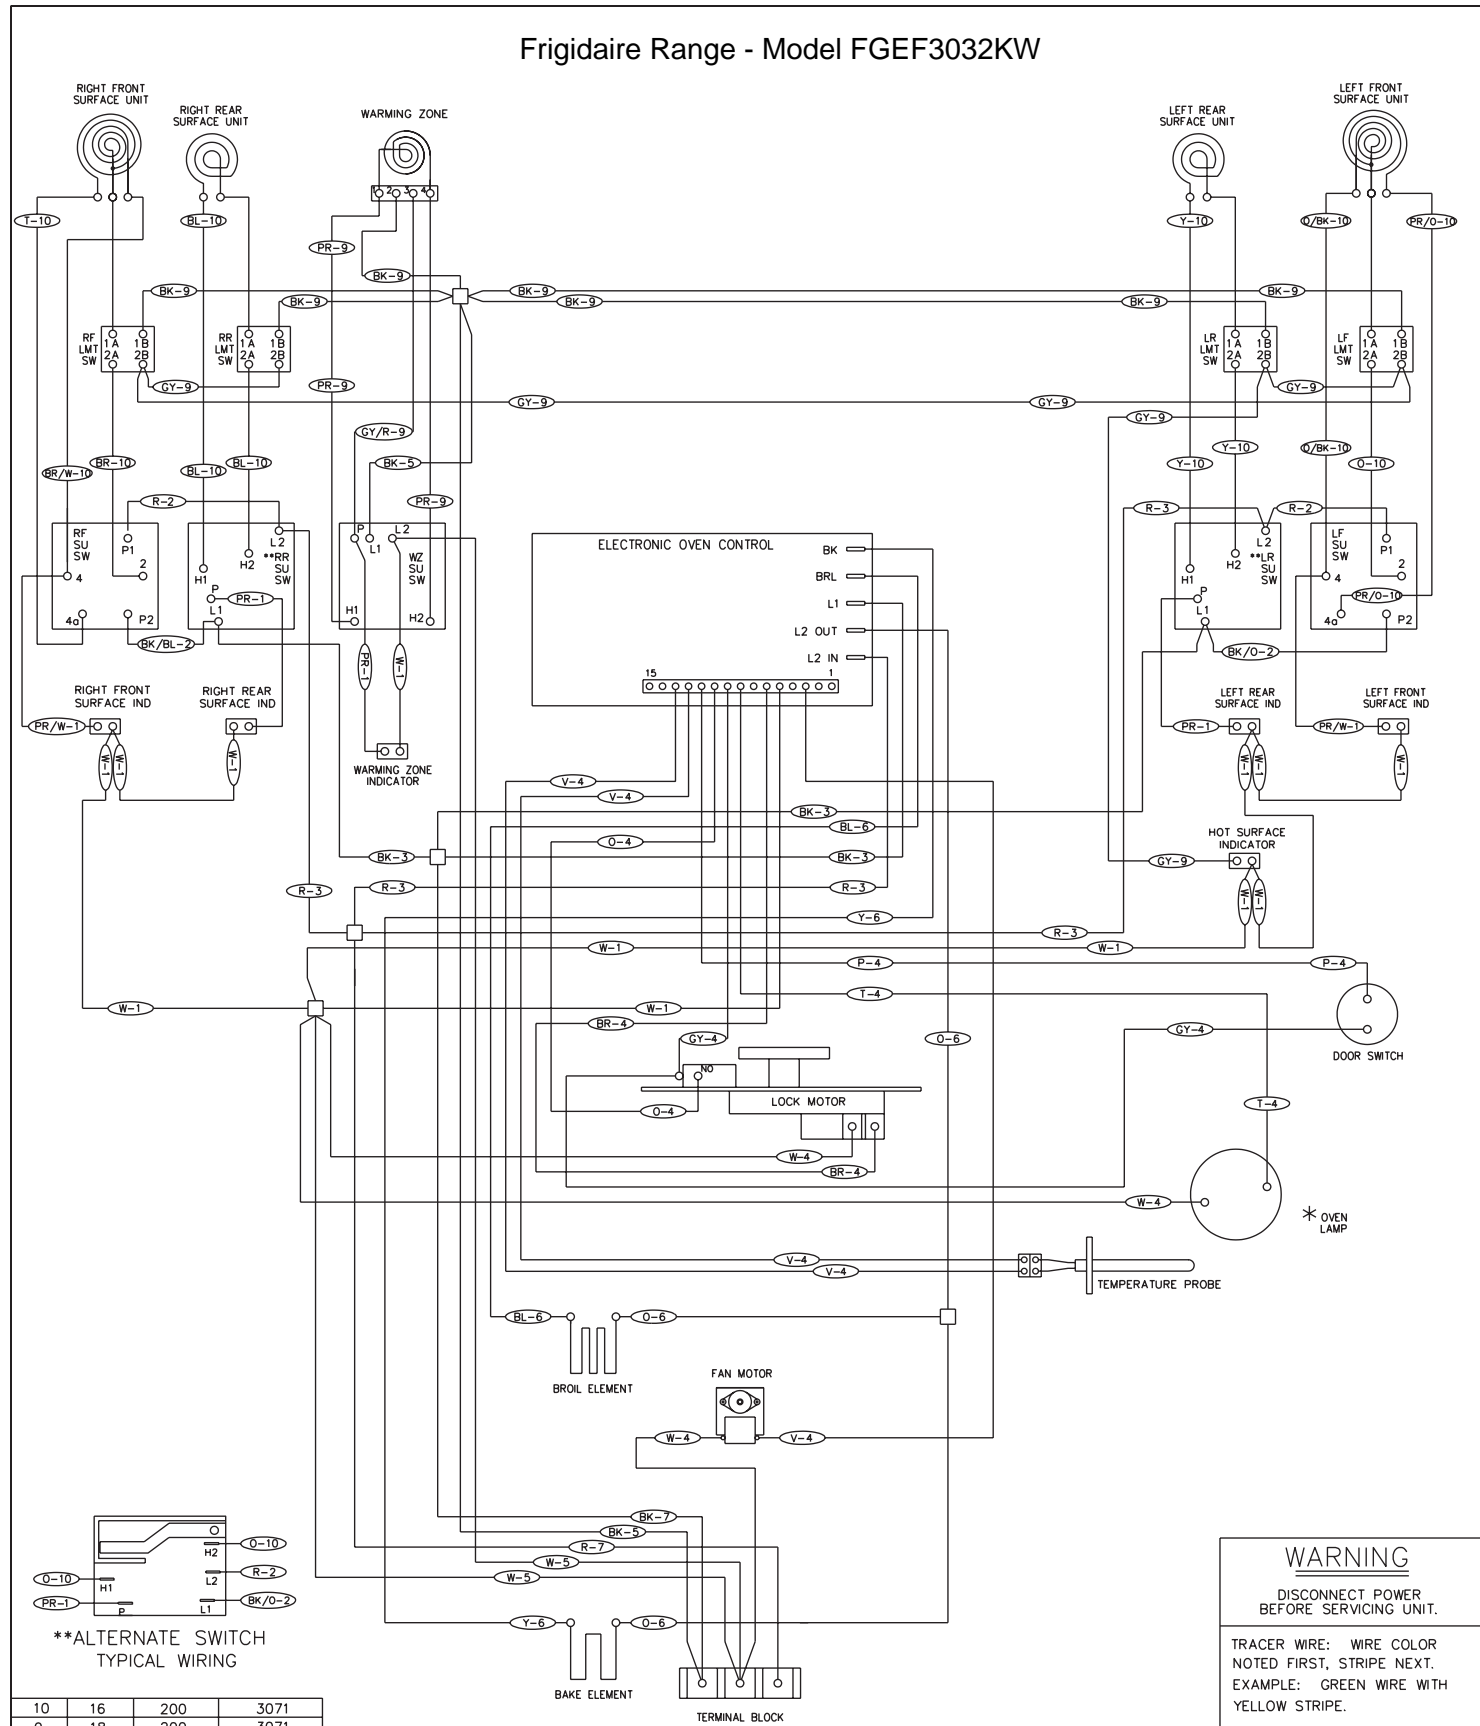 Frigidaire Range - Model FGEF3032KW
RIGHT FRONT
SURFACE UNIT
RIGHT REAR
SURFACE UNIT
WARMING ZONE
LEFT REAR
SURFACE UNIT
LEFT FRONT
SURFACE UNIT
1 2 3 4
T-10
BL-10
PR-9
BK-9
Y-10
O/BK-10
PR/O-10
BK-9
BK-9
BK-9
BK-9
BK-9
BK-9
RF
LMT
SW
1A 1B
2A 2B
RR
LMT
SW
1A 1B
2A 2B
LR
LMT
SW
1A 1B
2A 2B
LF
LMT
SW
1A 1B
2A 2B
GY-9
PR-9
GY-9
GY-9
GY-9
GY-9
GY/R-9
BR/W-10
BR-10
BL-10
BL-10
BK-5
PR-9
Y-10
Y-10
O/BK-10
O-10
R-2
R-3
R-2
RF
SU
SW
P1
2
4
4a
P2
L2
**RR
SU
SW
H2
H1
P
PR-1
L1
P
L1
L2
WZ
SU
SW
H1
H2
BK/BL-2
PR-1
W-1
ELECTRONIC OVEN CONTROL
BK
BRL
L1
L2 OUT
L2 IN
15
1
L2
**LR
SU
SW
H2
H1
P
L1
LF
SU
SW
P1
2
4
PR/O-10
4a
P2
BK/O-2
RIGHT FRONT
SURFACE IND
RIGHT REAR
SURFACE IND
PR/W-1
W-1
W-1
W-1
WARMING ZONE
INDICATOR
LEFT REAR
SURFACE IND
LEFT FRONT
SURFACE IND
PR-1
PR/W-1
W-1
W-1
W-1
V-4
V-4
BK-3
BL-6
O-4
BK-3
BK-3
HOT SURFACE
INDICATOR
GY-9
W-1
W-1
R-3
R-3
R-3
Y-6
R-3
W-1
W-1
P-4
P-4
T-4
W-1
W-1
BR-4
GY-4
O-6
GY-4
DOOR SWITCH
NO
LOCK MOTOR
O-4
T-4
W-4
BR-4
W-4
* OVEN
LAMP
V-4
V-4
TEMPERATURE PROBE
BL-6
O-6
BROIL ELEMENT
FAN MOTOR
W-4
V-4
BK-7
BK-5
R-7
W-5
W-5
Y-6
O-6
BAKE ELEMENT
TERMINAL BLOCK
O-10
H2
R-2
L2
O-10
H1
BK/O-2
L1
PR-1
P
**ALTERNATE SWITCH
TYPICAL WIRING
10 16 200 3071
9 18 200 3071
WARNING
DISCONNECT POWER
BEFORE SERVICING UNIT.
TRACER WIRE: WIRE COLOR
NOTED FIRST, STRIPE NEXT.
EXAMPLE: GREEN WIRE WITH
YELLOW STRIPE.